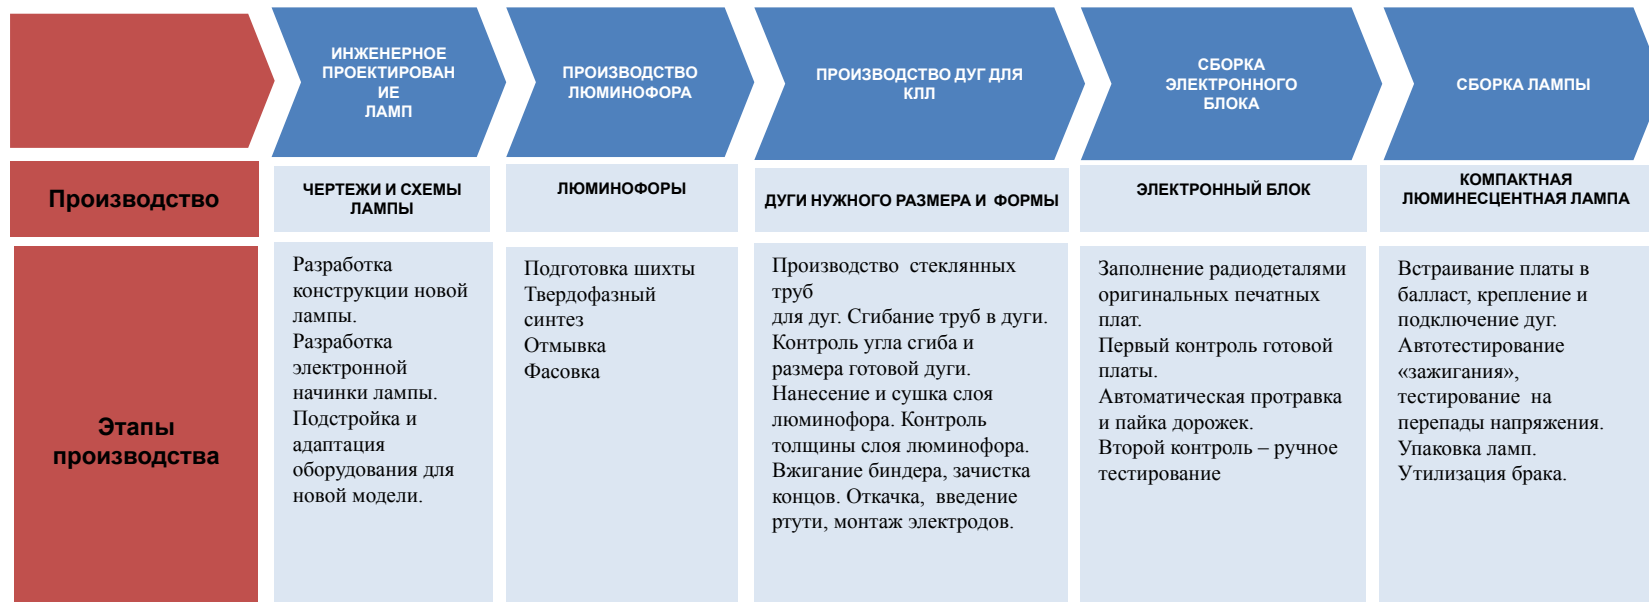 ИНЖЕНЕРНОЕ
ПРОЕКТИРОВАН
ИЕ
ЛАМП
ПРОИЗВОДСТВО
ЛЮМИНОФОРА
ПРОИЗВОДСТВО ДУГ ДЛЯ
КЛЛ
СБОРКА
ЭЛЕКТРОННОГО
БЛОКА
СБОРКА ЛАМПЫ
Производство
ЧЕРТЕЖИ И СХЕМЫ
ЛАМПЫ
ЛЮМИНОФОРЫ
ДУГИ НУЖНОГО РАЗМЕРА И ФОРМЫ
ЭЛЕКТРОННЫЙ БЛОК
КОМПАКТНАЯ
ЛЮМИНЕСЦЕНТНАЯ ЛАМПА
Этапы
производства
Разработка
конструкции новой
лампы.
Разработка
электронной
начинки лампы.
Подстройка и
адаптация
оборудования для
новой модели.
Подготовка шихты
Твердофазный
синтез
Отмывка
Фасовка
Производство стеклянных
труб
для дуг. Сгибание труб в дуги.
Контроль угла сгиба и
размера готовой дуги.
Нанесение и сушка слоя
люминофора. Контроль
толщины слоя люминофора.
Вжигание биндера, зачистка
концов. Откачка, введение
ртути, монтаж электродов.
Заполнение радиодеталями
оригинальных печатных
плат.
Первый контроль готовой
платы.
Автоматическая протравка
и пайка дорожек.
Второй контроль – ручное
тестирование
Встраивание платы в
балласт, крепление и
подключение дуг.
Автотестирование
«зажигания»,
тестирование на
перепады напряжения.
Упаковка ламп.
Утилизация брака.